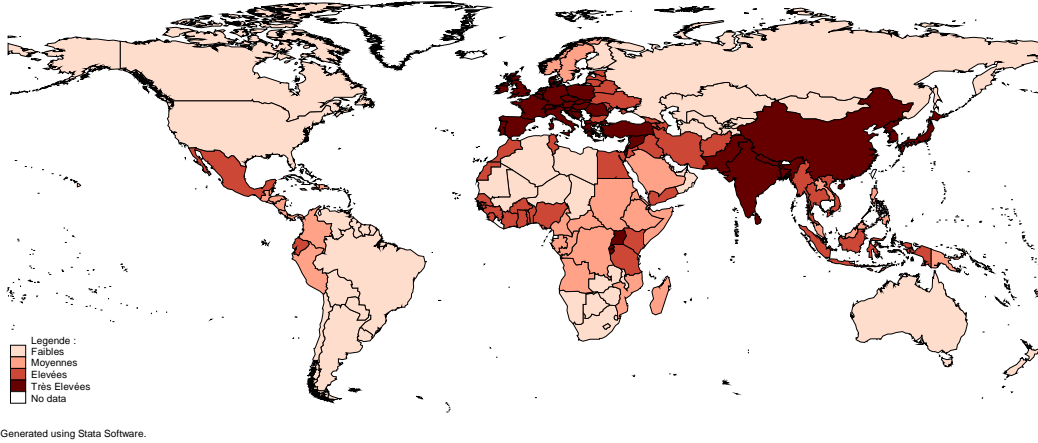 Legende :
Faibles
Moyennes
Elevées
Très Elevées
No data
Generated using Stata Software.